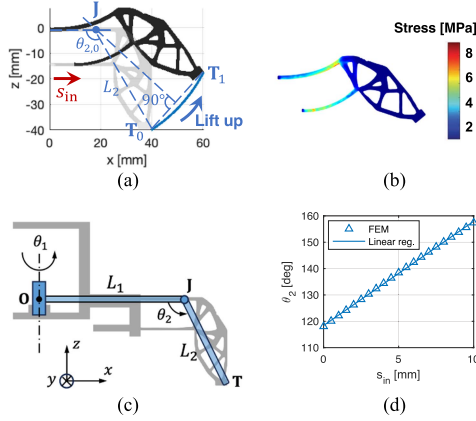 J
10
0
-10
-20
-30
-40
z [mm]
θ2,0
s_in
L2
90°
T0
T1
Lift up
0
20
40
60
x [mm]
(a)
Stress [MPa]
8
6
4
2
(b)
θ1
O
L1
J
θ2
L2
T
z
y
x
(c)
160
150
140
130
120
110
θ2 [deg]
FEM
Linear reg.
0
5
10
s_in [mm]
(d)